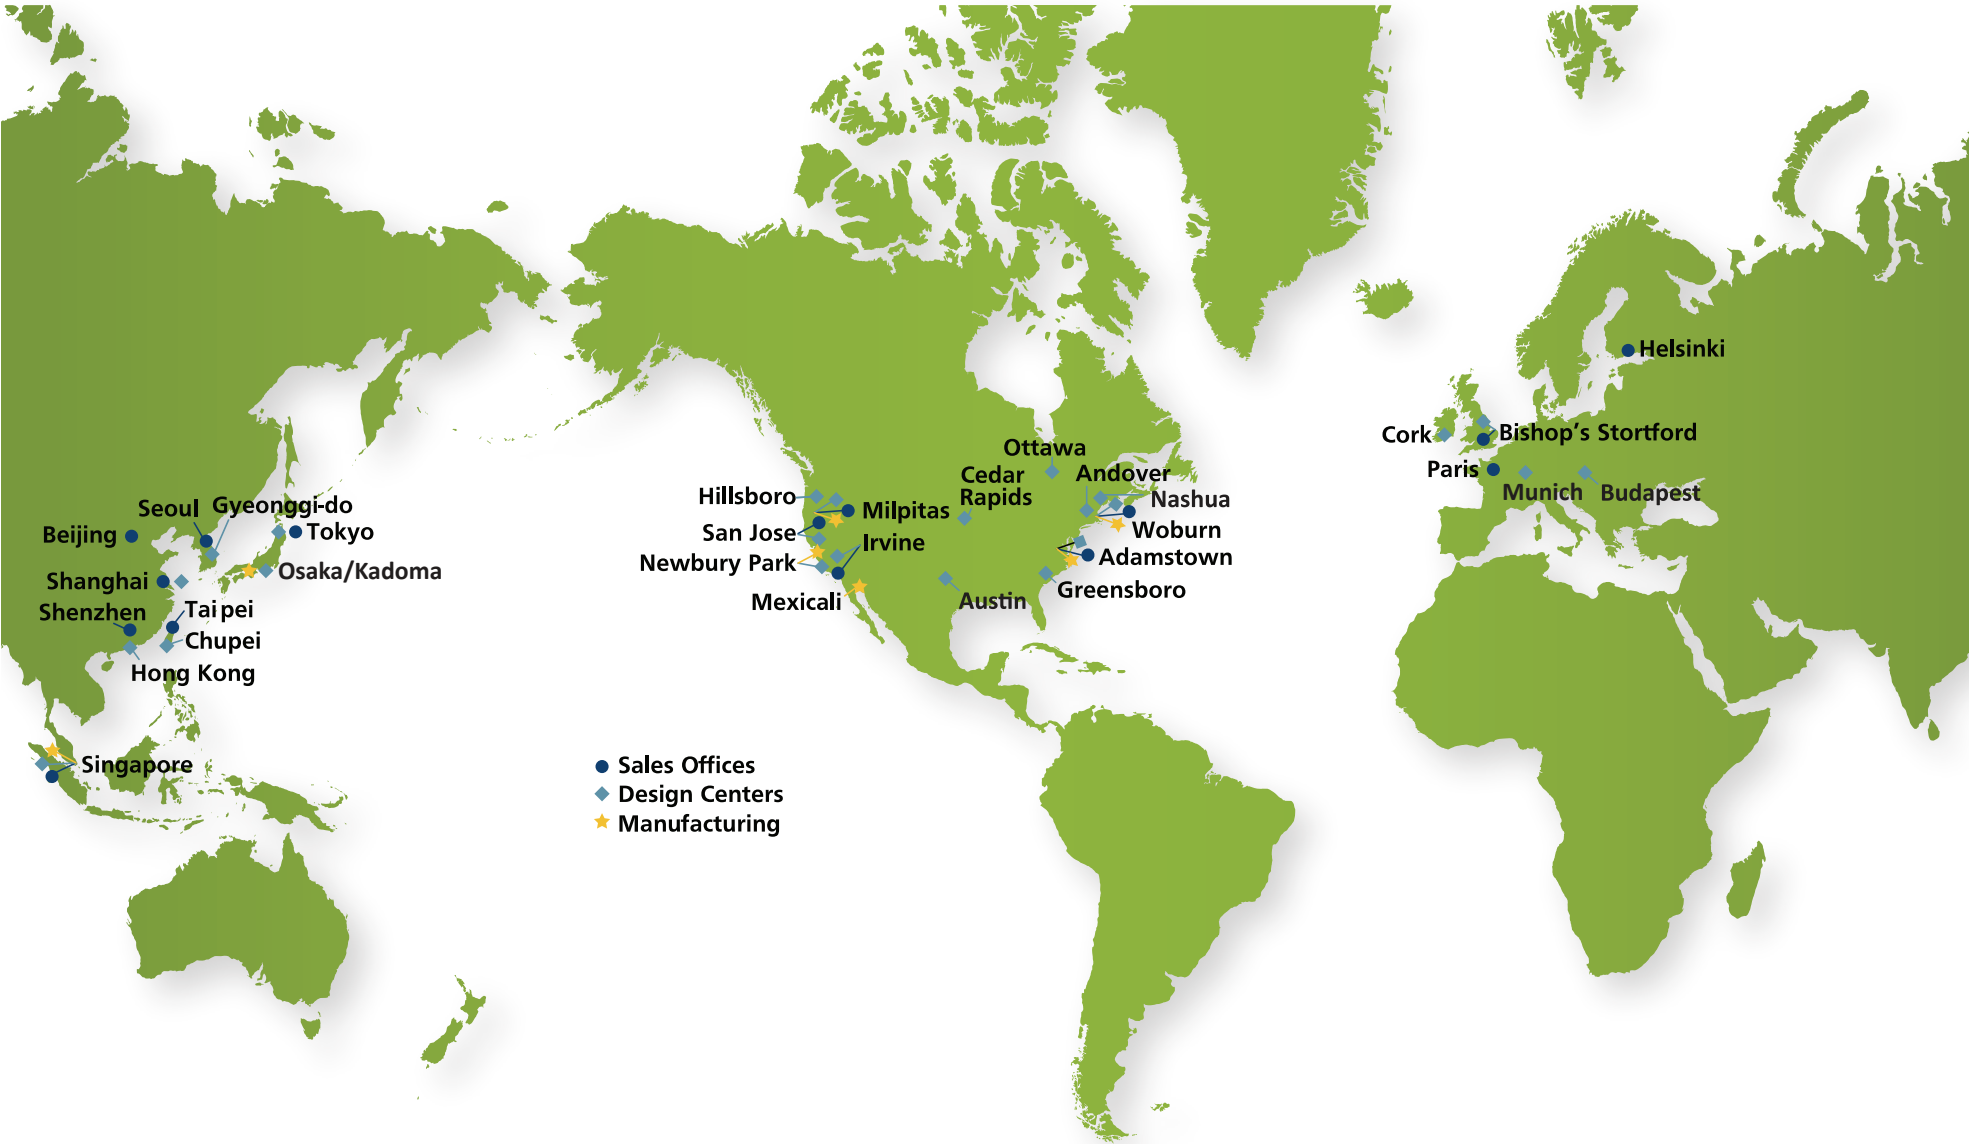 Helsinki
Cork
Bishop's Stortford
Paris
Munich
Budapest
Ottawa
Cedar
Rapids
Andover
Nashua
Hillsboro
Milpitas
San Jose
Woburn
Irvine
Newbury Park
Adamstown
Mexicali
Austin
Greensboro
Seoul
Gyeonggi-do
Beijing
Tokyo
Shanghai
Osaka/Kadoma
Shenzhen
Taipei
Chupei
Hong Kong
Singapore
Sales Offices
Design Centers
Manufacturing